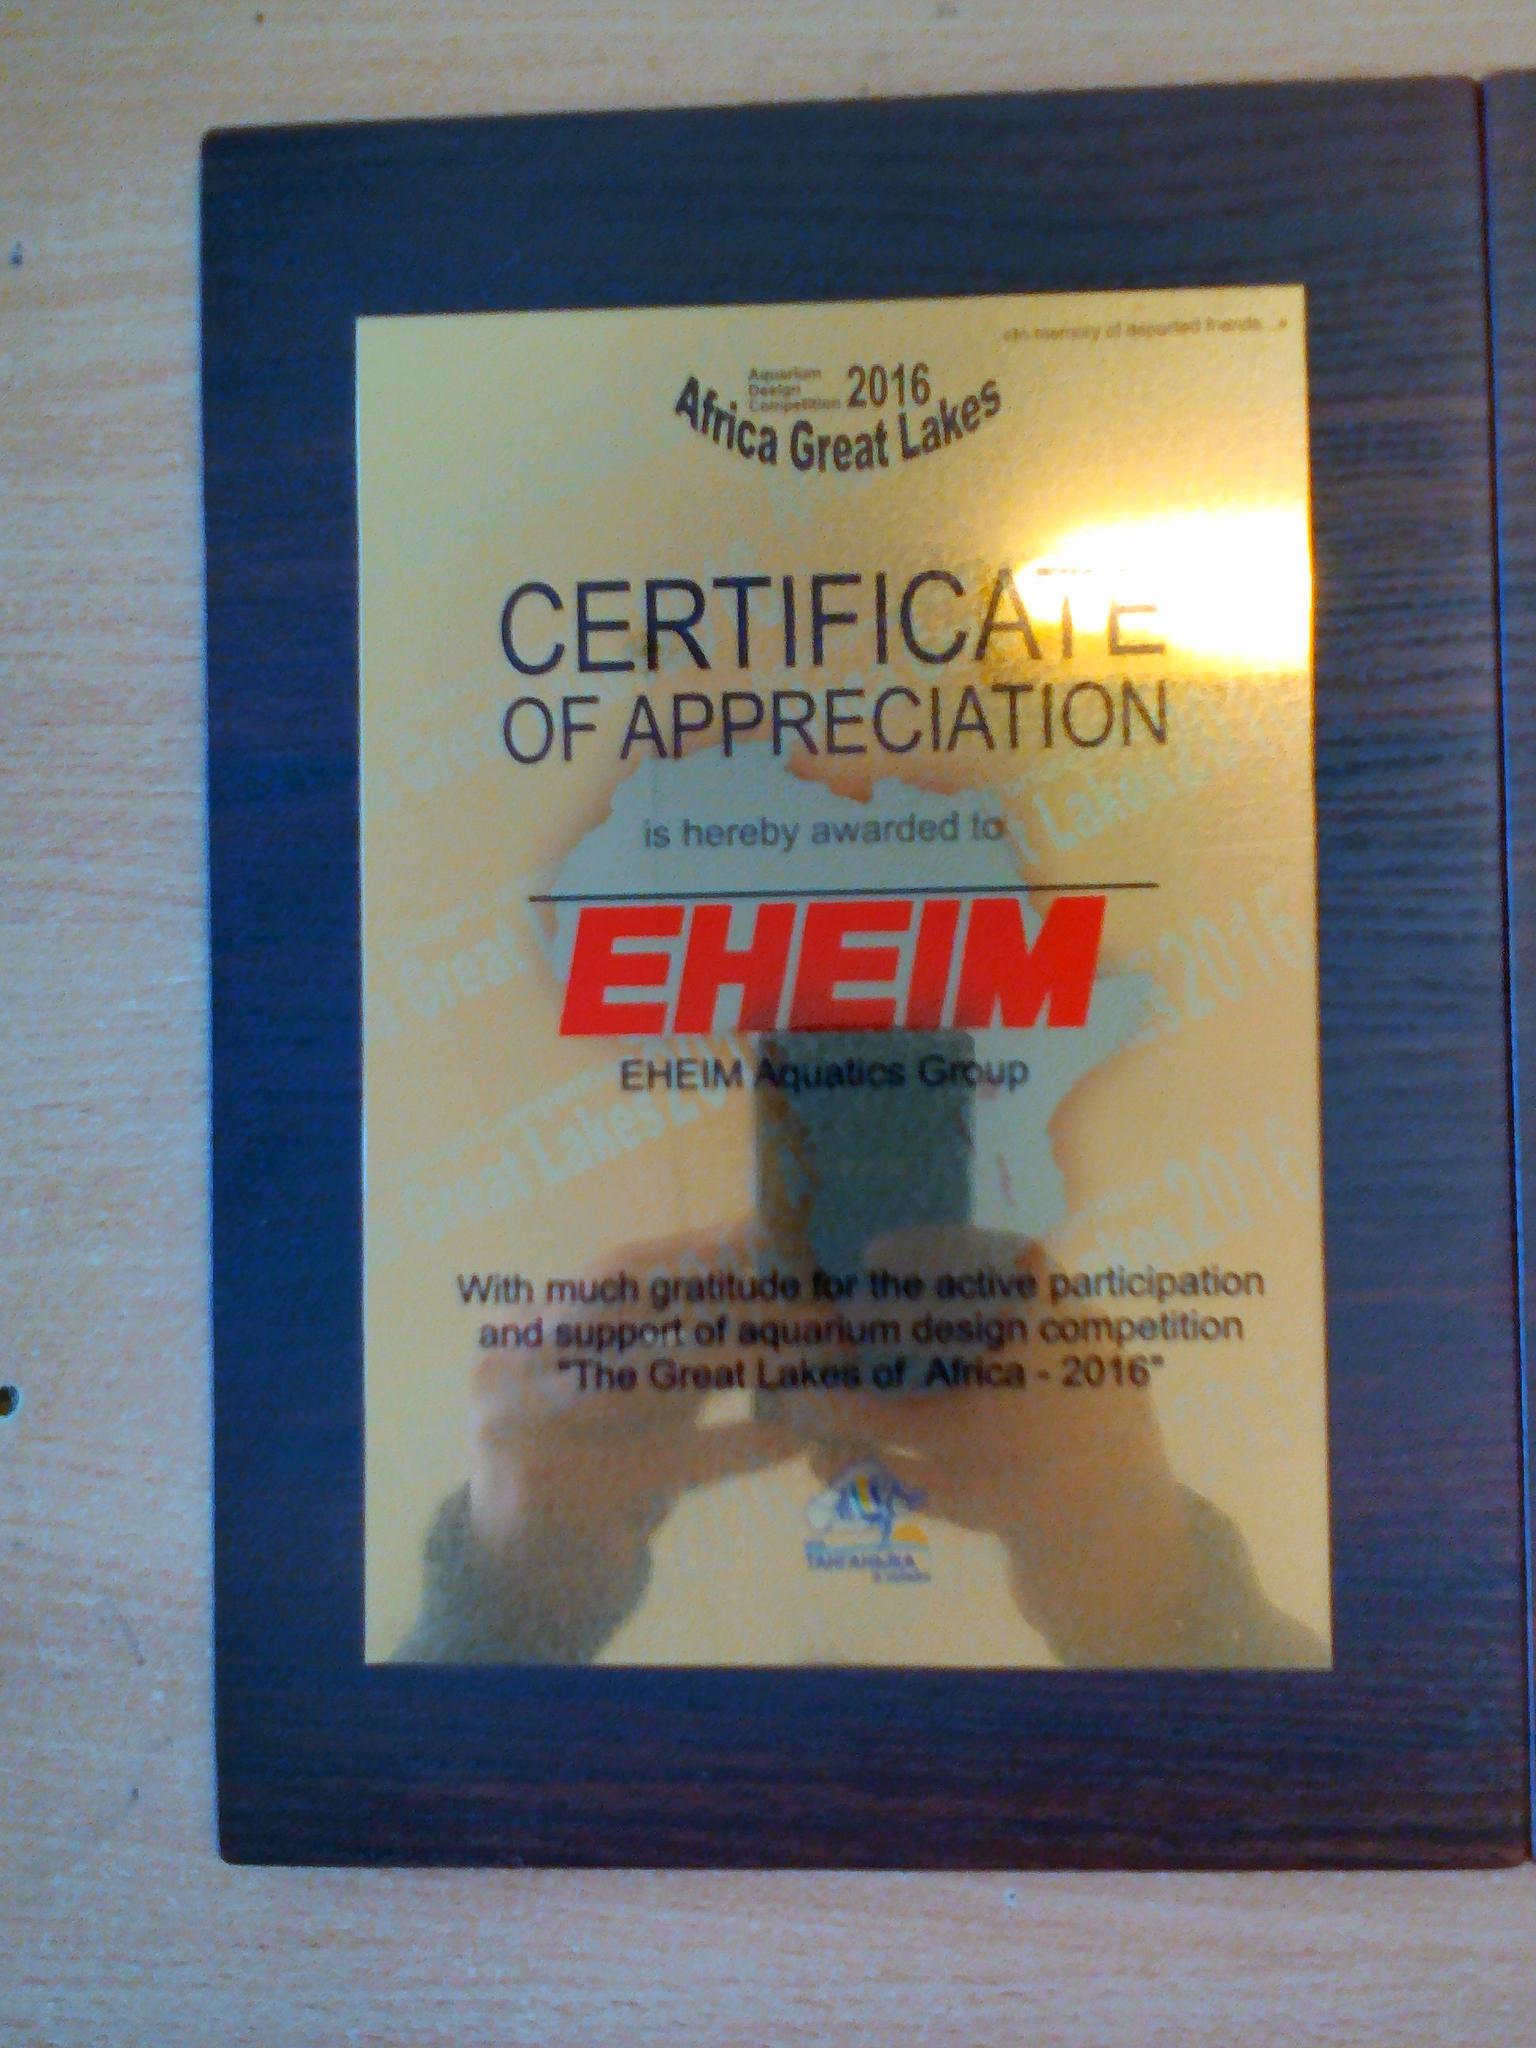 «In memory of departed friends...»
Aquarium
Design
Competition 2016
Africa Great Lakes
CERTIFICATE
OF APPRECIATION
is hereby awarded to
EHEIM
EHEIM Aquatics Group
With much gratitude for the active participation
and support of aquarium design competition
"The Great Lakes of Africa - 2016"